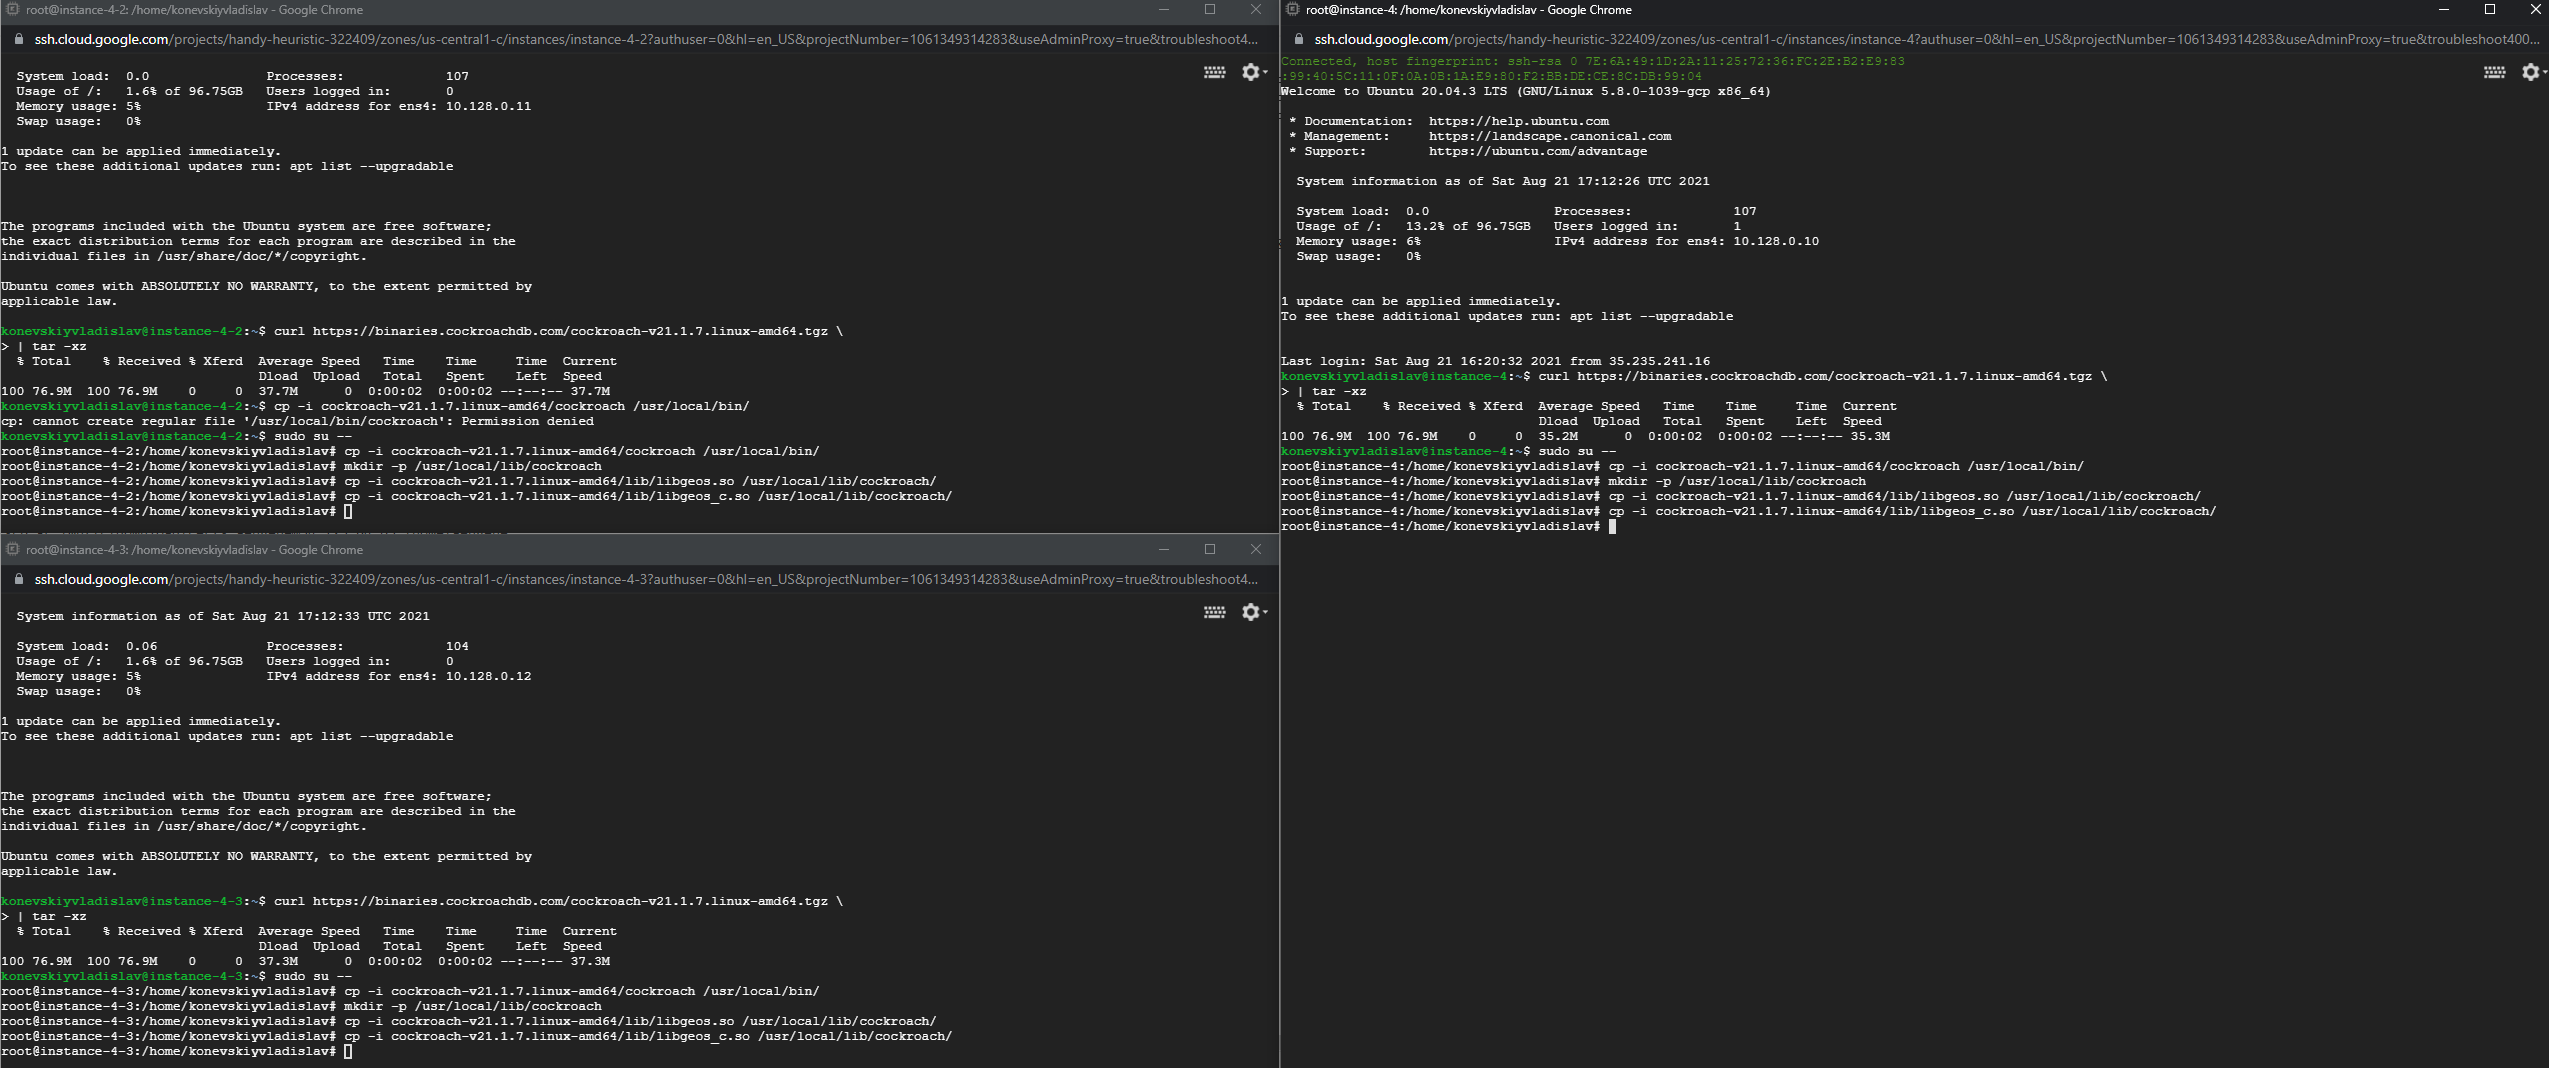 root@instance-4-2: /home/konevskiyvladislav - Google Chrome
ssh.cloud.google.com/projects/handy-heuristic-322409/zones/us-central1-c/instances/instance-4-2?authuser=0&hl=en_US&projectNumber=1061349314283&useAdminProxy=true&troubleshoot4...
System load: 0.0 Processes: 107
Usage of /: 1.6% of 96.75GB Users logged in: 0
Memory usage: 5% IPv4 address for ens4: 10.128.0.11
Swap usage: 0%
1 update can be applied immediately.
To see these additional updates run: apt list --upgradable
The programs included with the Ubuntu system are free software;
the exact distribution terms for each program are described in the
individual files in /usr/share/doc/*/copyright.
Ubuntu comes with ABSOLUTELY NO WARRANTY, to the extent permitted by
applicable law.
konevskiyvladislav@instance-4-2:~$ curl https://binaries.cockroachdb.com/cockroach-v21.1.7.linux-amd64.tgz \
> | tar -xz
% Total % Received % Xferd Average Speed Time Time Time Current
Dload Upload Total Spent Left Speed
100 76.9M 100 76.9M 0 0 37.7M 0 0:00:02 0:00:02 --:--:-- 37.7M
konevskiyvladislav@instance-4-2:~$ cp -i cockroach-v21.1.7.linux-amd64/cockroach /usr/local/bin/
cp: cannot create regular file '/usr/local/bin/cockroach': Permission denied
konevskiyvladislav@instance-4-2:~$ sudo su --
root@instance-4-2:/home/konevskiyvladislav# cp -i cockroach-v21.1.7.linux-amd64/cockroach /usr/local/bin/
root@instance-4-2:/home/konevskiyvladislav# mkdir -p /usr/local/lib/cockroach
root@instance-4-2:/home/konevskiyvladislav# cp -i cockroach-v21.1.7.linux-amd64/lib/libgeos.so /usr/local/lib/cockroach/
root@instance-4-2:/home/konevskiyvladislav# cp -i cockroach-v21.1.7.linux-amd64/lib/libgeos_c.so /usr/local/lib/cockroach/
root@instance-4-2:/home/konevskiyvladislav#
root@instance-4-3: /home/konevskiyvladislav - Google Chrome
ssh.cloud.google.com/projects/handy-heuristic-322409/zones/us-central1-c/instances/instance-4-3?authuser=0&hl=en_US&projectNumber=1061349314283&useAdminProxy=true&troubleshoot4...
System information as of Sat Aug 21 17:12:33 UTC 2021
System load: 0.06 Processes: 104
Usage of /: 1.6% of 96.75GB Users logged in: 0
Memory usage: 5% IPv4 address for ens4: 10.128.0.12
Swap usage: 0%
1 update can be applied immediately.
To see these additional updates run: apt list --upgradable
The programs included with the Ubuntu system are free software;
the exact distribution terms for each program are described in the
individual files in /usr/share/doc/*/copyright.
Ubuntu comes with ABSOLUTELY NO WARRANTY, to the extent permitted by
applicable law.
konevskiyvladislav@instance-4-3:~$ curl https://binaries.cockroachdb.com/cockroach-v21.1.7.linux-amd64.tgz \
> | tar -xz
% Total % Received % Xferd Average Speed Time Time Time Current
Dload Upload Total Spent Left Speed
100 76.9M 100 76.9M 0 0 37.3M 0 0:00:02 0:00:02 --:--:-- 37.3M
konevskiyvladislav@instance-4-3:~$ sudo su --
root@instance-4-3:/home/konevskiyvladislav# cp -i cockroach-v21.1.7.linux-amd64/cockroach /usr/local/bin/
root@instance-4-3:/home/konevskiyvladislav# mkdir -p /usr/local/lib/cockroach
root@instance-4-3:/home/konevskiyvladislav# cp -i cockroach-v21.1.7.linux-amd64/lib/libgeos.so /usr/local/lib/cockroach/
root@instance-4-3:/home/konevskiyvladislav# cp -i cockroach-v21.1.7.linux-amd64/lib/libgeos_c.so /usr/local/lib/cockroach/
root@instance-4-3:/home/konevskiyvladislav#
root@instance-4: /home/konevskiyvladislav - Google Chrome
ssh.cloud.google.com/projects/handy-heuristic-322409/zones/us-central1-c/instances/instance-4?authuser=0&hl=en_US&projectNumber=1061349314283&useAdminProxy=true&troubleshoot400...
Connected, host fingerprint: ssh-rsa 0 7E:6A:49:1D:2A:11:25:72:36:FC:2E:B2:E9:83
:99:40:5C:11:0F:0A:0B:1A:E9:80:F2:BB:DE:CE:8C:DB:99:04
Welcome to Ubuntu 20.04.3 LTS (GNU/Linux 5.8.0-1039-gcp x86_64)
* Documentation: https://help.ubuntu.com
* Management: https://landscape.canonical.com
* Support: https://ubuntu.com/advantage
System information as of Sat Aug 21 17:12:26 UTC 2021
System load: 0.0 Processes: 107
Usage of /: 13.2% of 96.75GB Users logged in: 1
Memory usage: 6% IPv4 address for ens4: 10.128.0.10
Swap usage: 0%
1 update can be applied immediately.
To see these additional updates run: apt list --upgradable
Last login: Sat Aug 21 16:20:32 2021 from 35.235.241.16
konevskiyvladislav@instance-4:~$ curl https://binaries.cockroachdb.com/cockroach-v21.1.7.linux-amd64.tgz \
> | tar -xz
% Total % Received % Xferd Average Speed Time Time Time Current
Dload Upload Total Spent Left Speed
100 76.9M 100 76.9M 0 0 35.2M 0 0:00:02 0:00:02 --:--:-- 35.3M
konevskiyvladislav@instance-4:~$ sudo su --
root@instance-4:/home/konevskiyvladislav# cp -i cockroach-v21.1.7.linux-amd64/cockroach /usr/local/bin/
root@instance-4:/home/konevskiyvladislav# mkdir -p /usr/local/lib/cockroach
root@instance-4:/home/konevskiyvladislav# cp -i cockroach-v21.1.7.linux-amd64/lib/libgeos.so /usr/local/lib/cockroach/
root@instance-4:/home/konevskiyvladislav# cp -i cockroach-v21.1.7.linux-amd64/lib/libgeos_c.so /usr/local/lib/cockroach/
root@instance-4:/home/konevskiyvladislav#